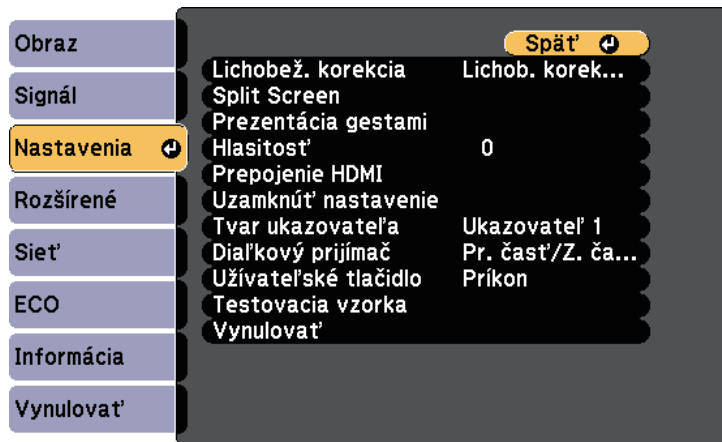 Obraz
Signál
Nastavenia
Rozšírené
Sieť
ECO
Informácia
Vynulovať
Späť
Lichobež. korekcia Lichob. korek...
Split Screen
Prezentácia gestami
Hlasitosť 0
Prepojenie HDMI
Uzamknúť nastavenie
Tvar ukazovateľa Ukazovateľ 1
Diaľkový prijímač Pr. časť/Z. ča...
Užívateľské tlačidlo Príkon
Testovacia vzorka
Vynulovať